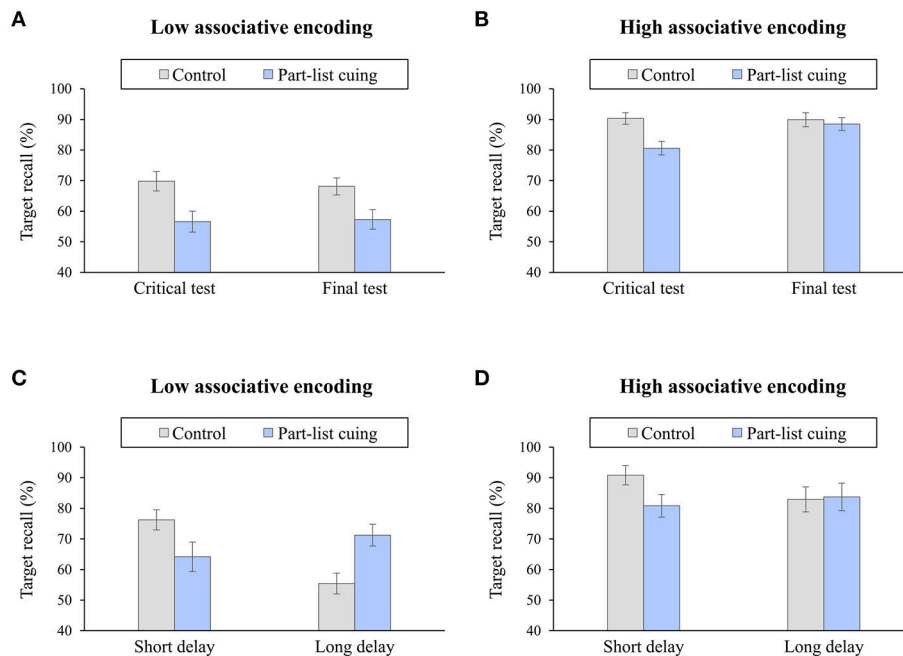 A
Low associative encoding
Control Part-list cuing
Target recall (%)
100
90
80
70
60
50
40
Critical test Final test
B
High associative encoding
Control Part-list cuing
Target recall (%)
100
90
80
70
60
50
40
Critical test Final test
C
Low associative encoding
Control Part-list cuing
Target recall (%)
100
90
80
70
60
50
40
Short delay Long delay
D
High associative encoding
Control Part-list cuing
Target recall (%)
100
90
80
70
60
50
40
Short delay Long delay